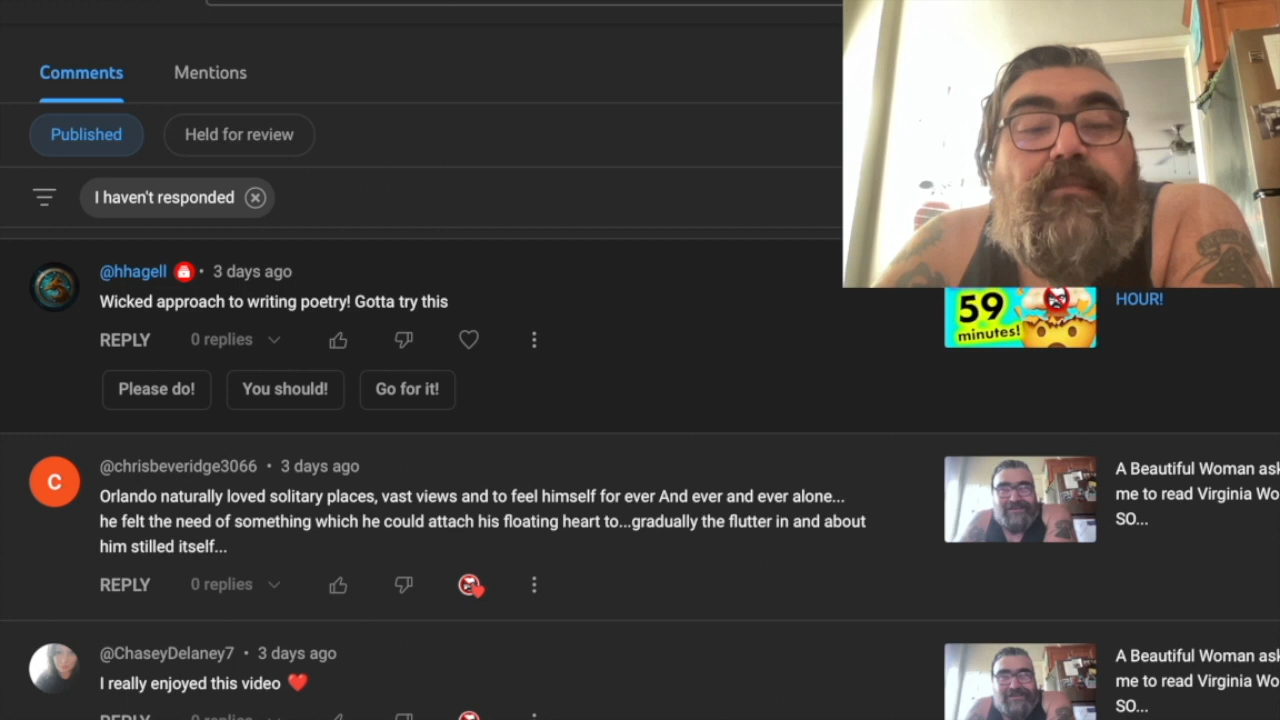 Comments
Mentions
Published
Held for review
I haven't responded
@hhagell • 3 days ago
Wicked approach to writing poetry! Gotta try this
REPLY 0 replies
Please do! You should! Go for it!
59
minutes!
HOUR!
C
@chrisbeveridge3066 • 3 days ago
Orlando naturally loved solitary places, vast views and to feel himself for ever And ever and ever alone...
he felt the need of something which he could attach his floating heart to...gradually the flutter in and about
him stilled itself...
REPLY 0 replies
A Beautiful Woman ask
me to read Virginia Wo
SO...
@ChaseyDelaney7 • 3 days ago
I really enjoyed this video ❤️
REPLY 0 replies
A Beautiful Woman ask
me to read Virginia Wo
SO...